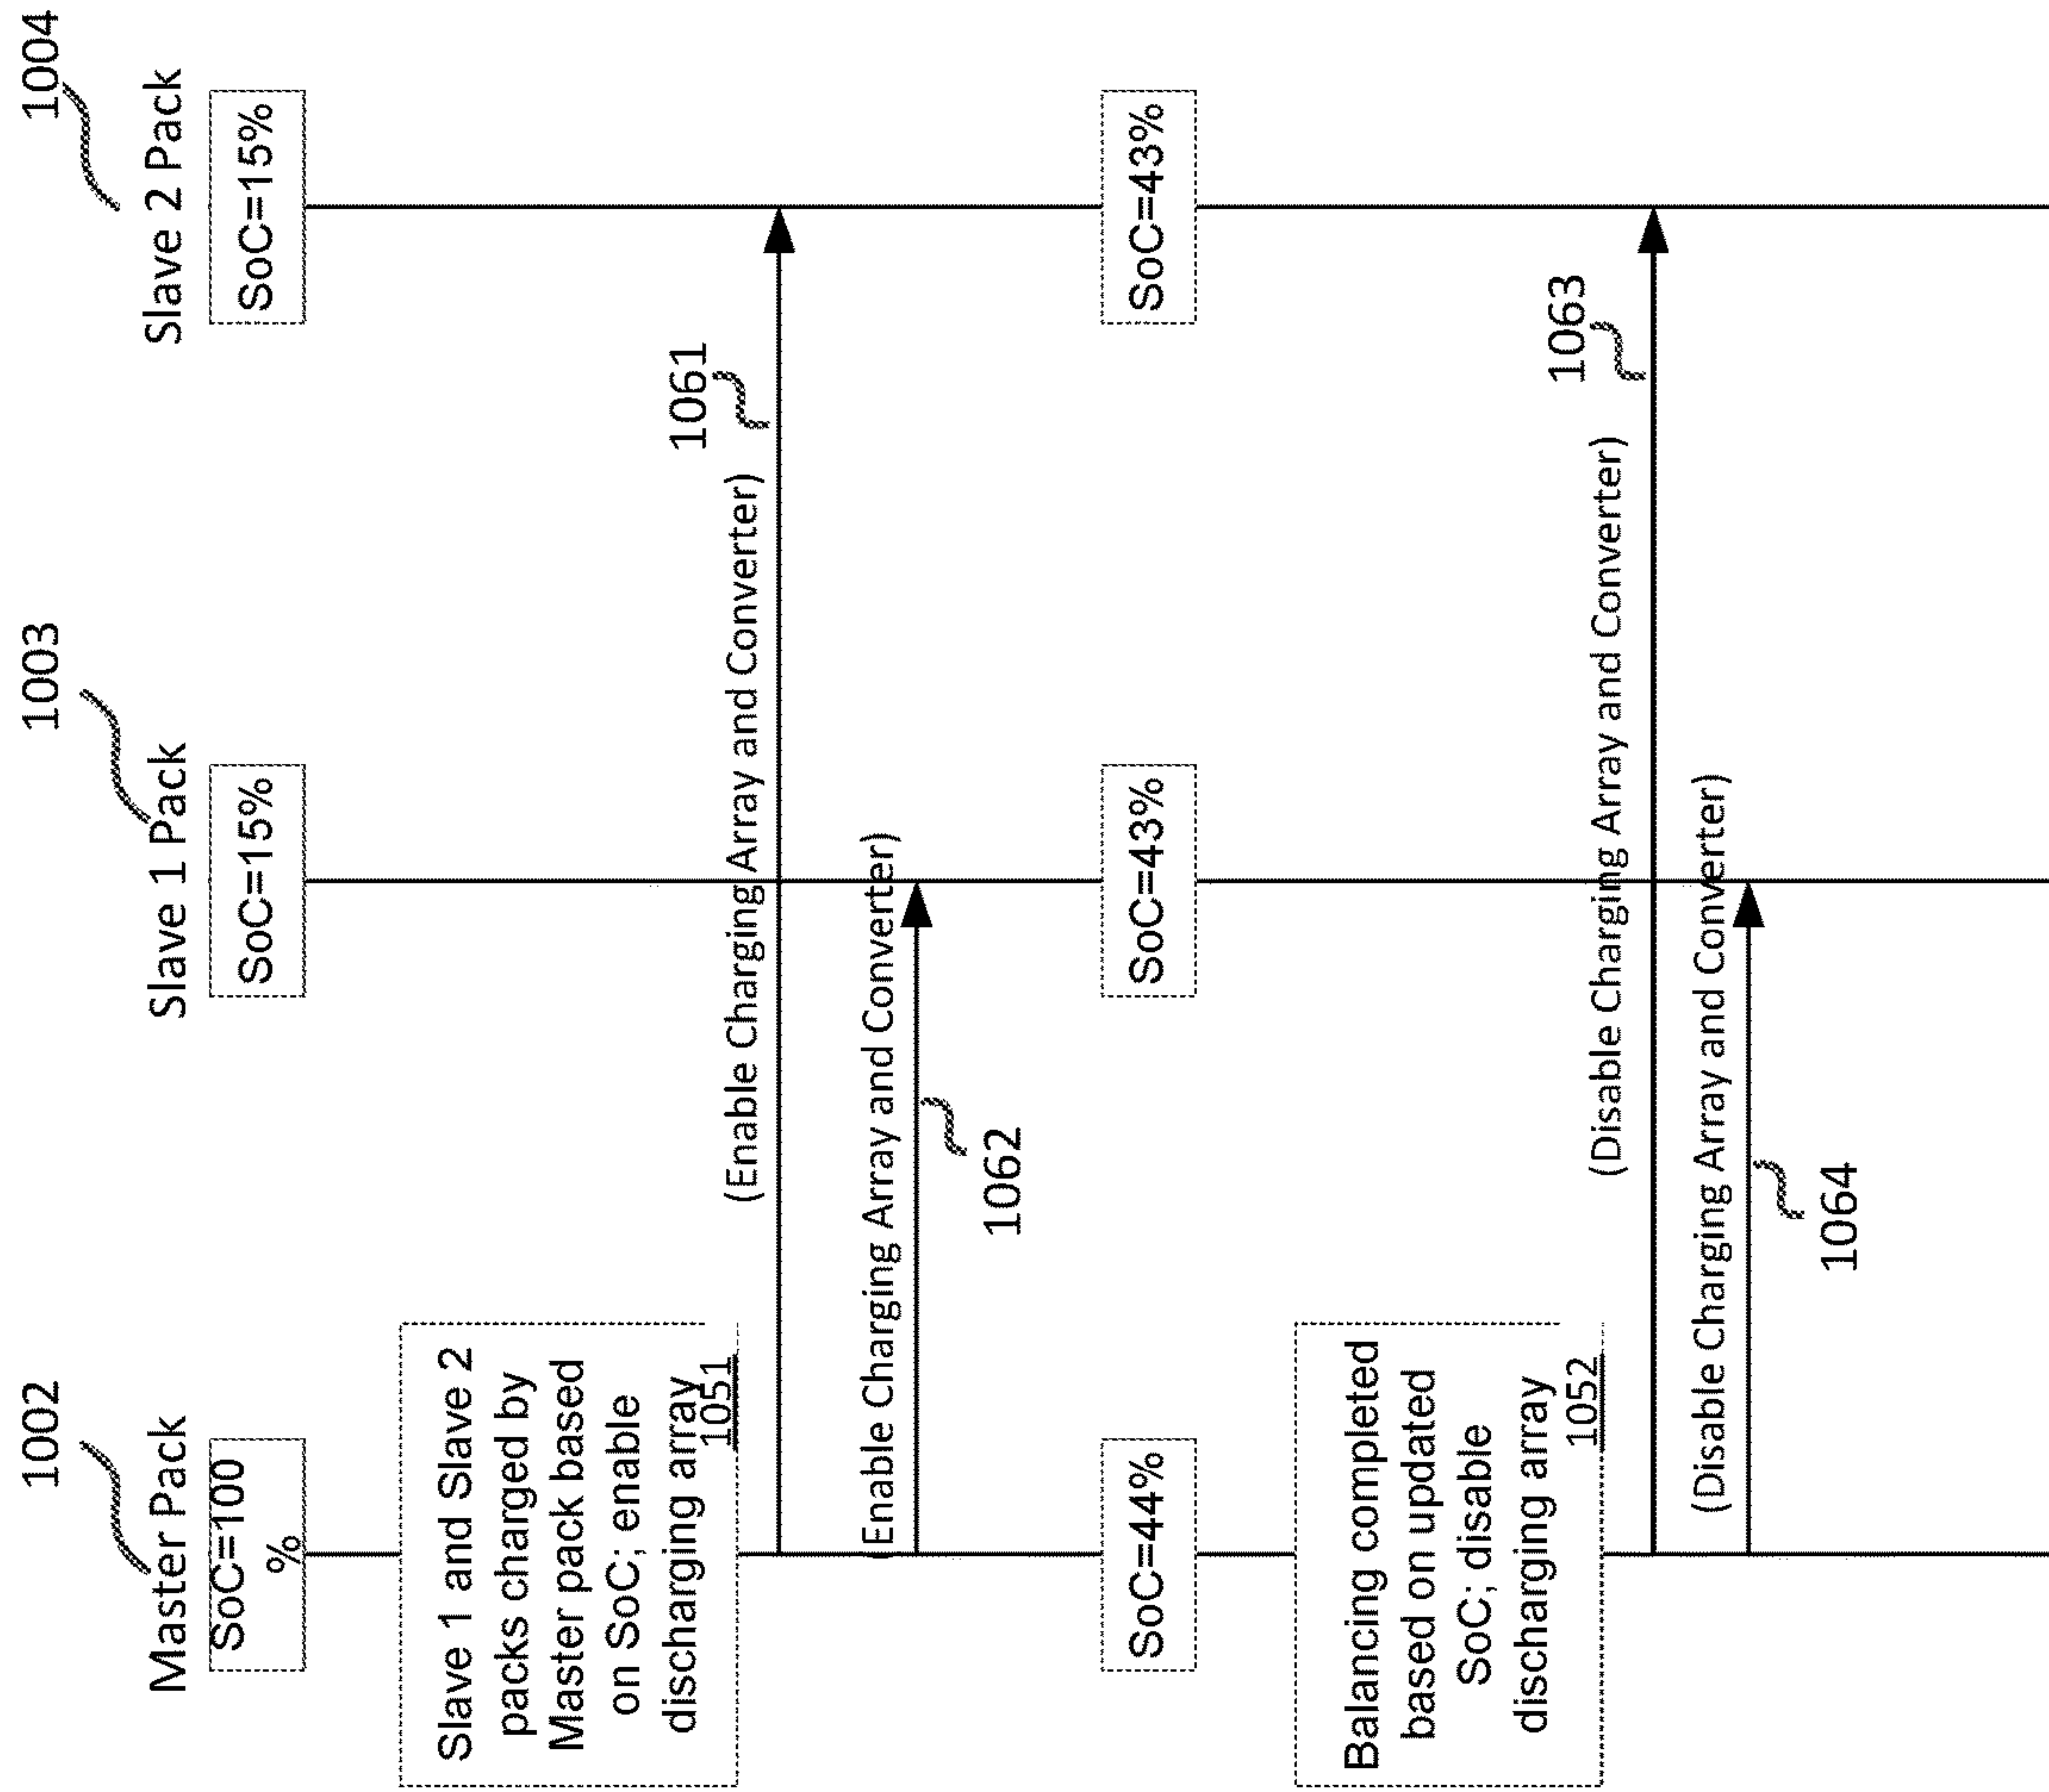 1002
1003
1004
Master Pack
Slave 1 Pack
Slave 2 Pack
SoC=100
%
SoC=15%
SoC=15%
Slave 1 and Slave 2
packs charged by
Master pack based
on SoC; enable
discharging array
1051
1061
(Enable Charging Array and Converter)
(Enable Charging Array and Converter)
1062
SoC=44%
SoC=43%
SoC=43%
Balancing completed
based on updated
SoC; disable
discharging array
1052
1063
(Disable Charging Array and Converter)
(Disable Charging Array and Converter)
1064